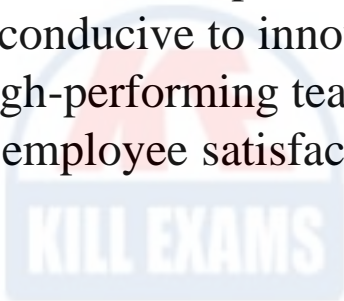 conducive to inno
gh-performing tea
employee satisfac
KILL EXAMS